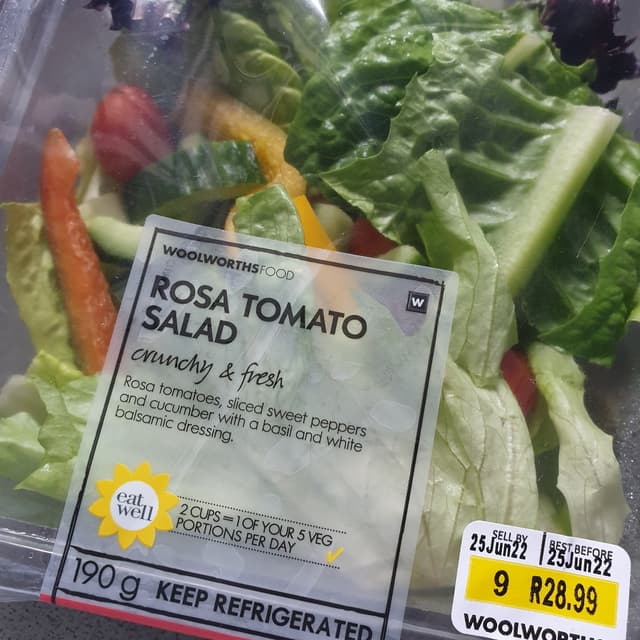 WOOLWORTHSFOOD
W
ROSA TOMATO
SALAD
crunchy & fresh
Rosa tomatoes, sliced sweet peppers
and cucumber with a basil and white
balsamic dressing.
eat
well
2 CUPS = 1 OF YOUR 5 VEG
PORTIONS PER DAY
190 g KEEP REFRIGERATED
SELL BY BEST BEFORE
25Jun22 25Jun22
9 R28.99
WOOLWORTHS